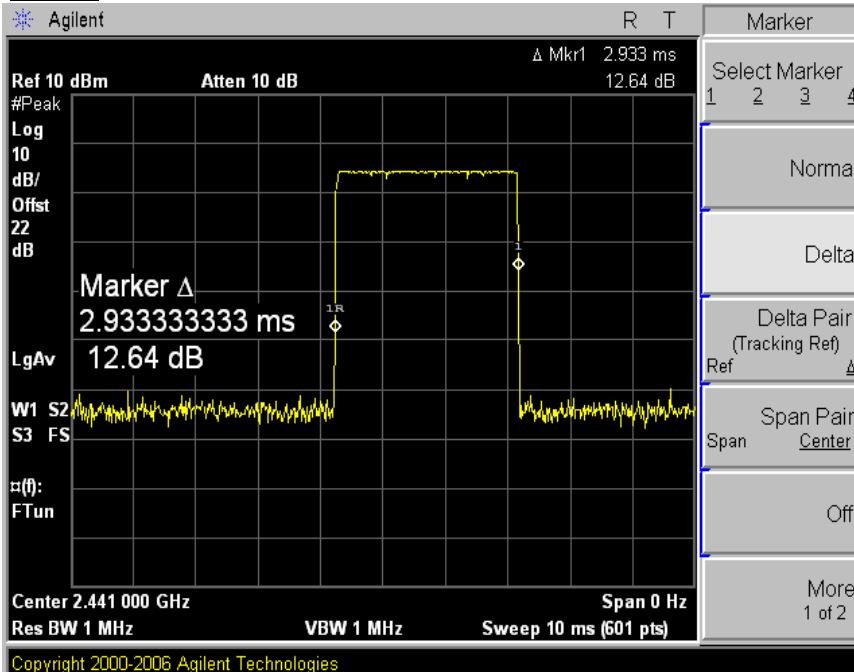 Agilent R T Marker
Δ Mkr1 2.933 ms
Ref 10 dBm Atten 10 dB 12.64 dB
#Peak
Log
10
dB/
Offst
22
dB
1
1R
Marker Δ
2.933333333 ms
12.64 dB
LgAv
W1 S2
S3 FS
¤(f):
FTun
Center 2.441 000 GHz Span 0 Hz
Res BW 1 MHz VBW 1 MHz Sweep 10 ms (601 pts)
Copyright 2000-2006 Agilent Technologies
Select Marker
1 2 3 4
Norma
Delta
Delta Pair
(Tracking Ref)
Ref Δ
Span Pair
Span Center
Off
More
1 of 2